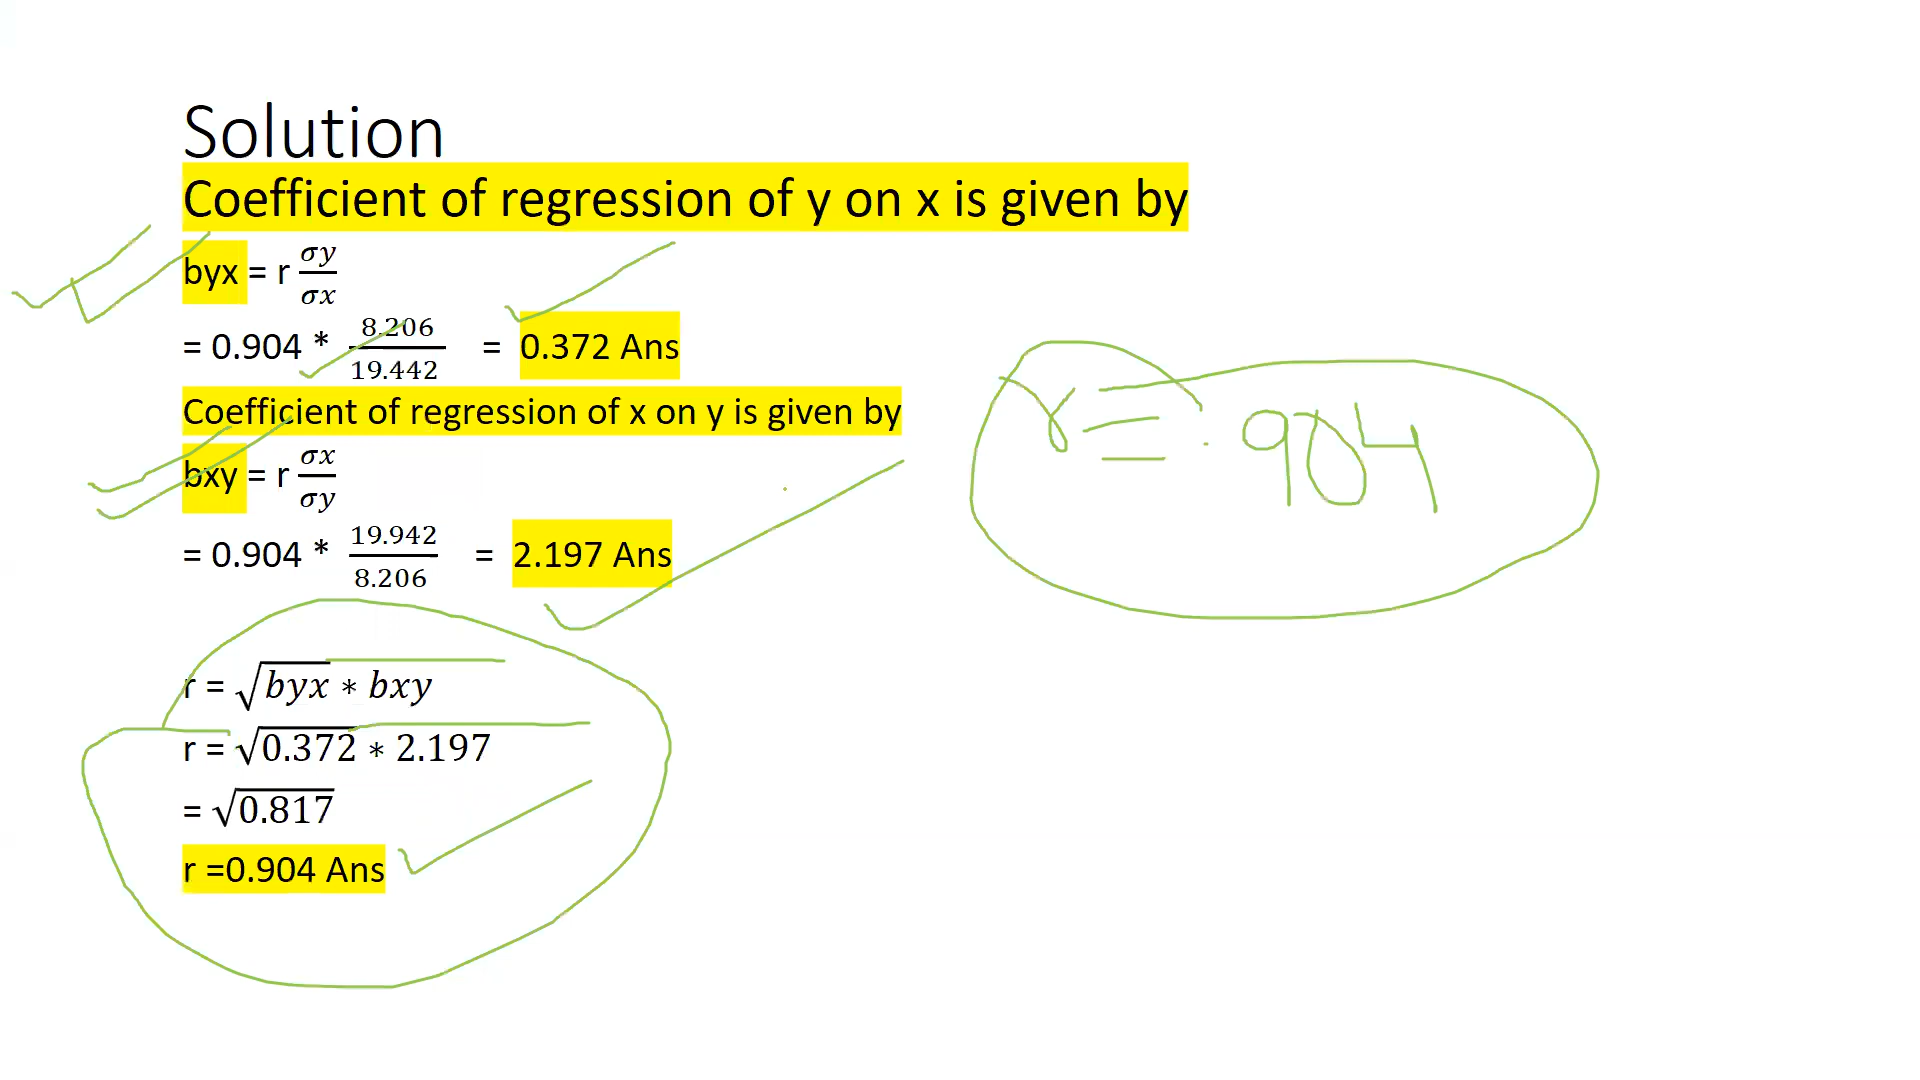 Solution
Coefficient of regression of y on x is given by
byx = r σy/σx
= 0.904 * 8.206/19.442 = 0.372 Ans
Coefficient of regression of x on y is given by
bxy = r σx/σy
= 0.904 * 19.942/8.206 = 2.197 Ans
r = .904
r = √byx ∗ bxy
r = √0.372 ∗ 2.197
= √0.817
r =0.904 Ans